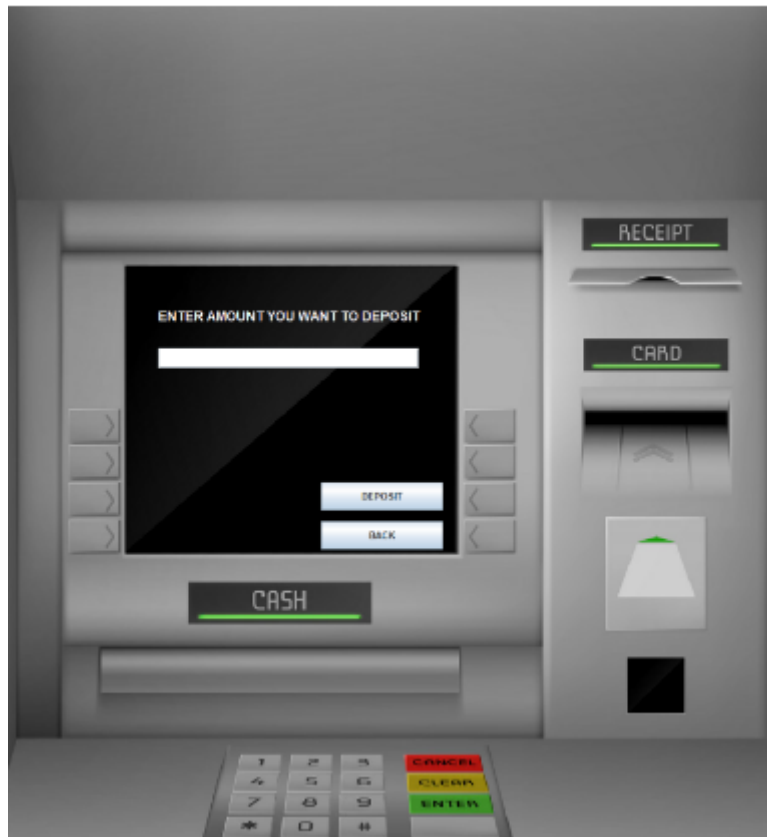 RECEIPT
ENTER AMOUNT YOU WANT TO DEPOSIT
CARD
DEPOSIT
BACK
CASH
1 2 3 CANCEL
4 5 6 CLEAR
7 8 9 ENTER
* 0 #